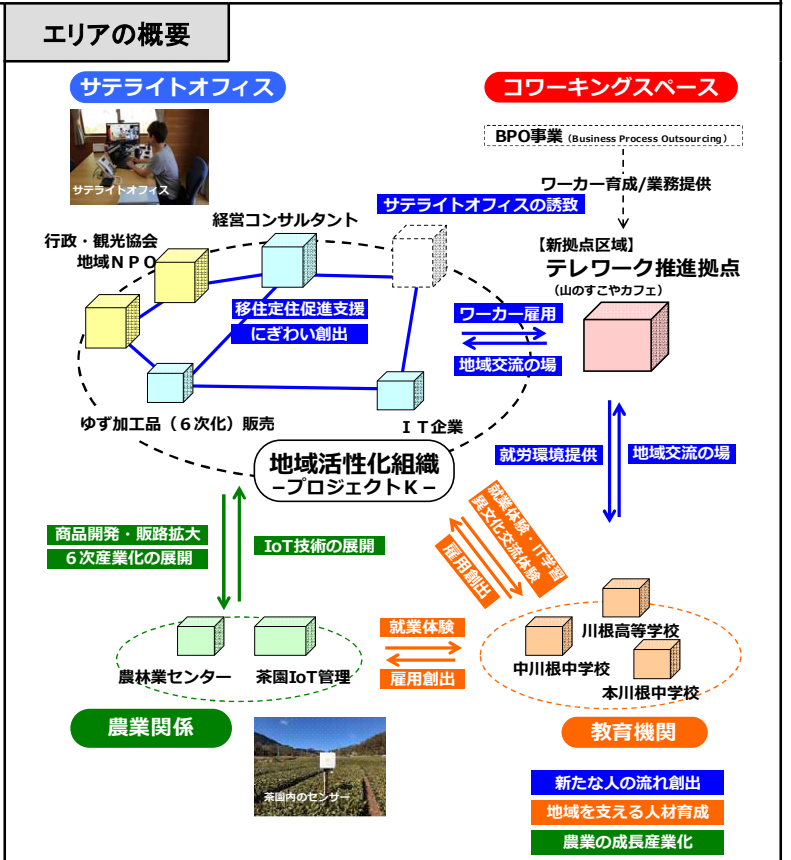 エリアの概要
サテライトオフィス
コワーキングスペース
サテライトオフィス
BPO事業 (Business Process Outsourcing)
ワーカー育成/業務提供
サテライトオフィスの誘致
経営コンサルタント
行政・観光協会
地域NPO
【新拠点区域】
テレワーク推進拠点
(山のすこやカフェ)
移住定住促進支援
にぎわい創出
ワーカー雇用
地域交流の場
ゆず加工品（６次化）販売
ＩＴ企業
地域活性化組織
−プロジェクトK−
就労環境提供
地域交流の場
商品開発・販路拡大
６次産業化の展開
IoT技術の展開
就業体験・IT学習
異文化交流体験
雇用創出
農林業センター
茶園IoT管理
就業体験
雇用創出
川根高等学校
中川根中学校
本川根中学校
農業関係
教育機関
茶園内のセンサー
新たな人の流れ創出
地域を支える人材育成
農業の成長産業化